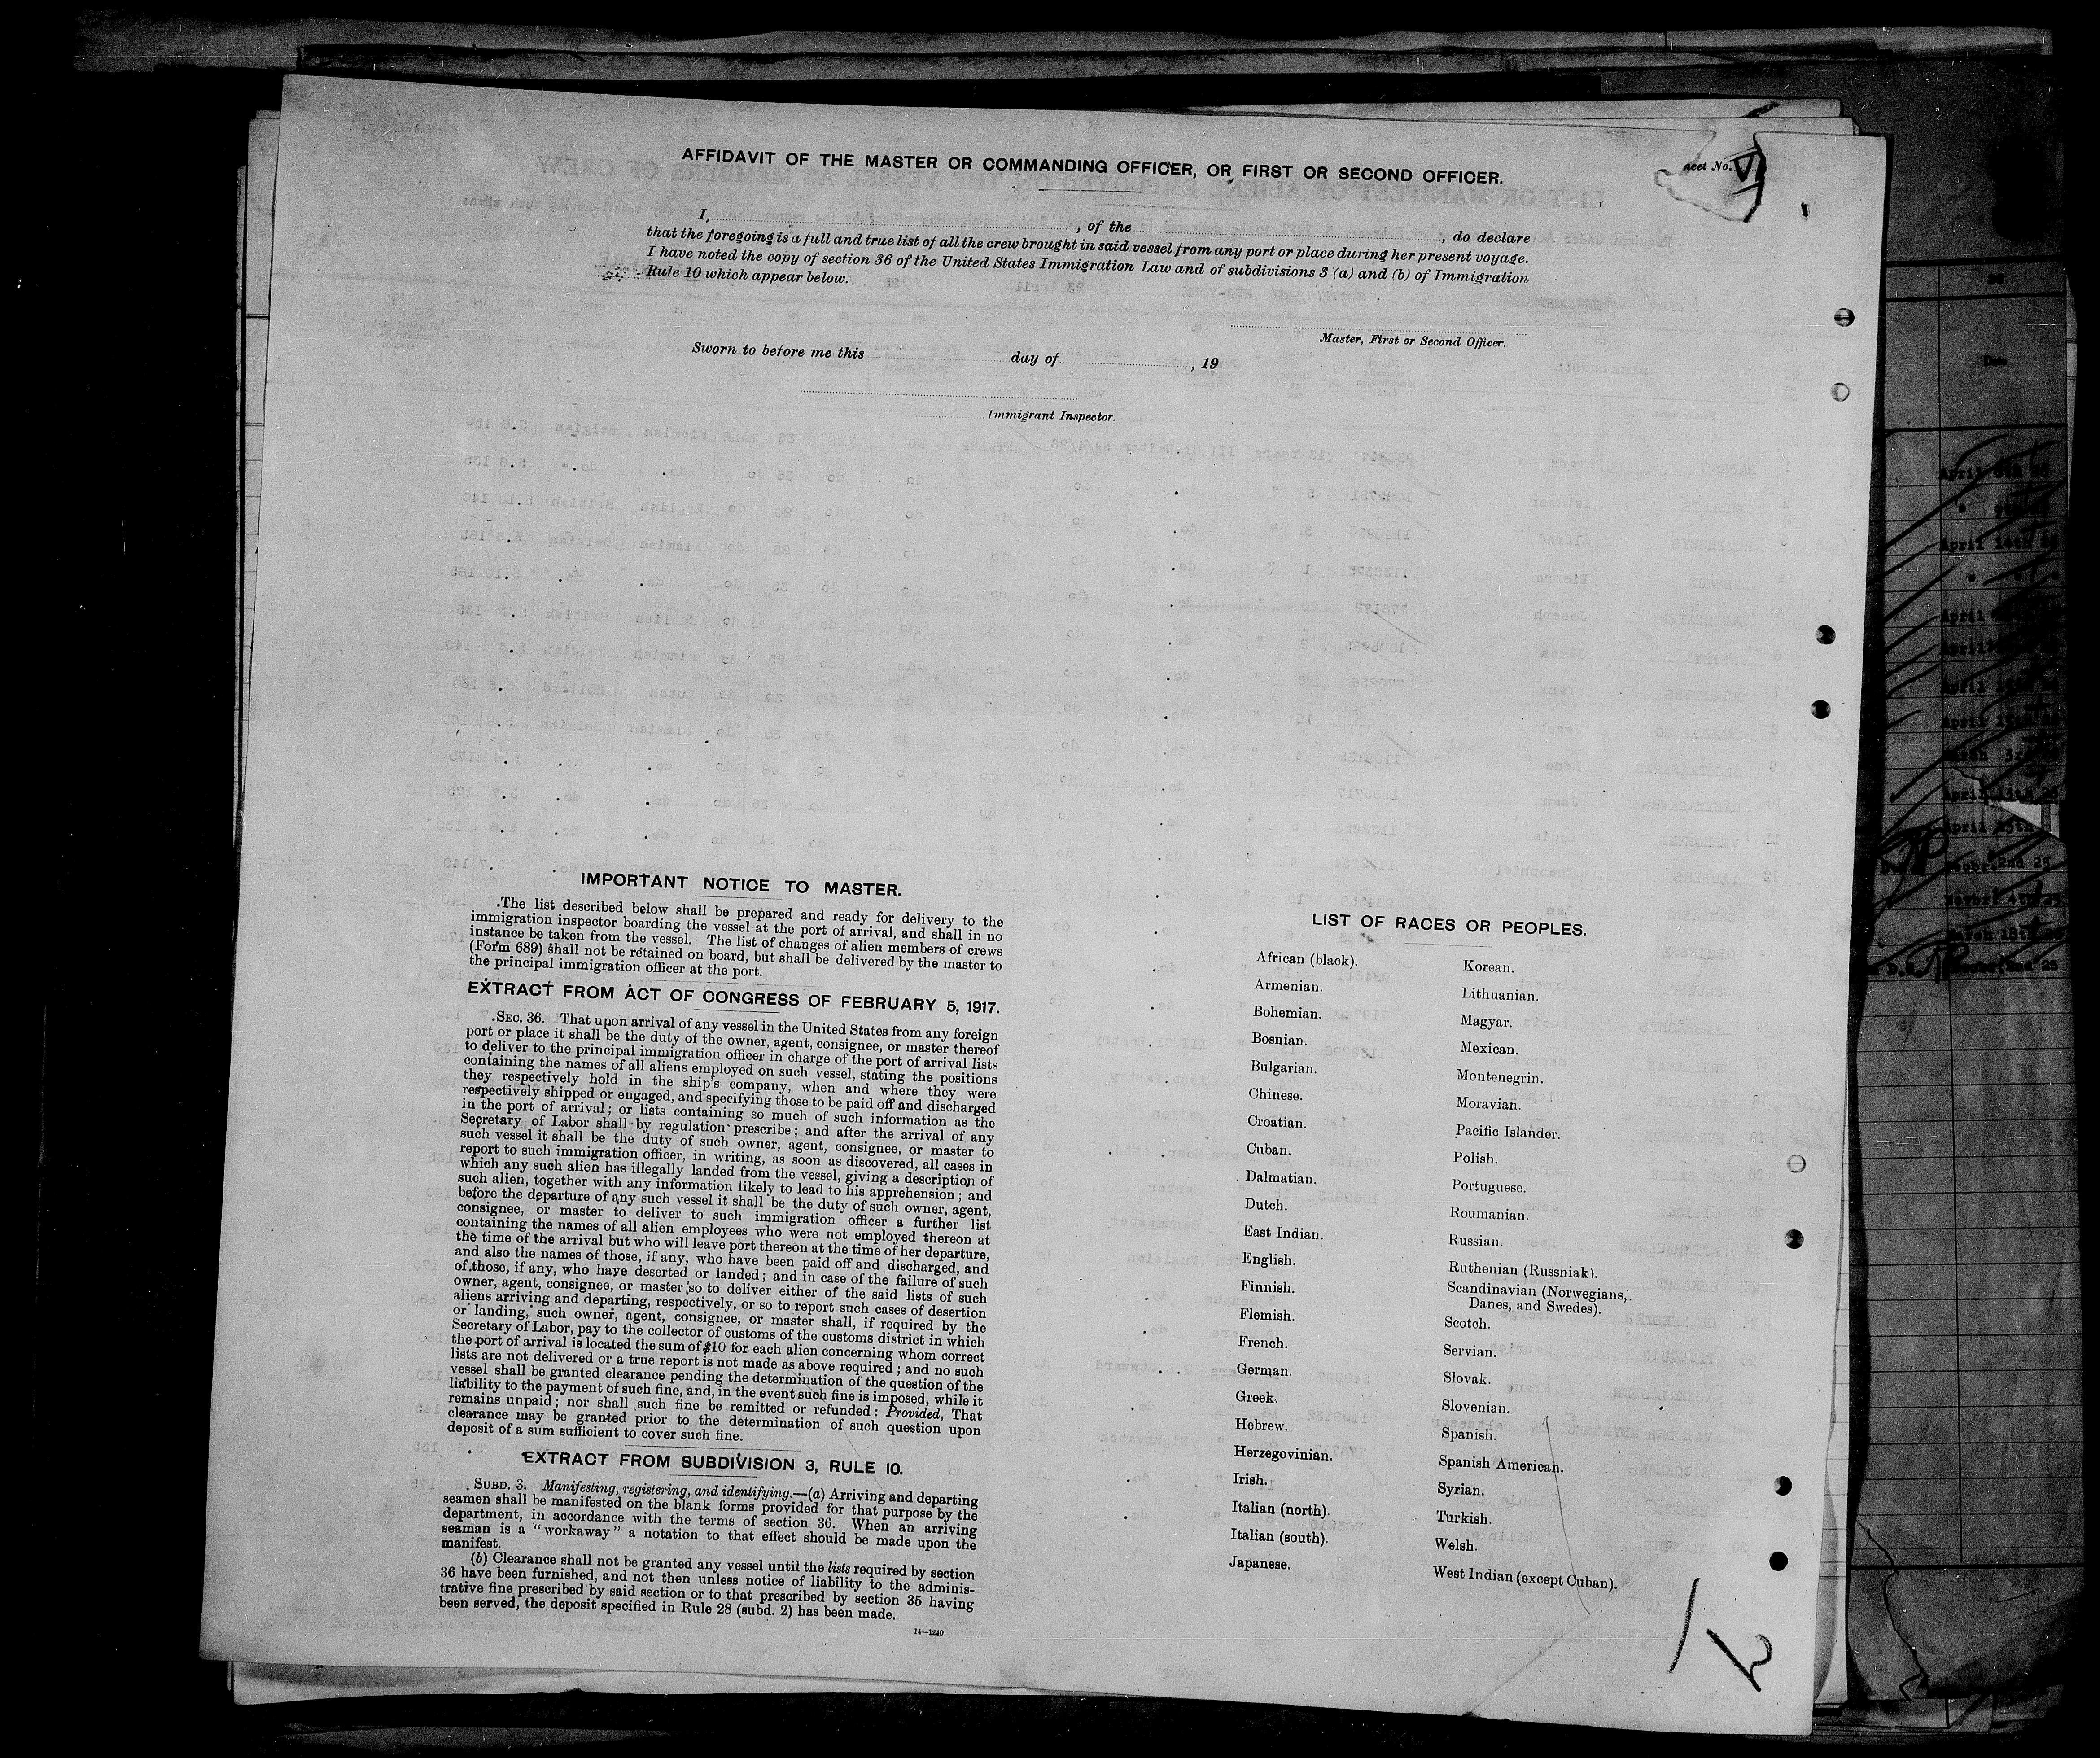 AFFIDAVIT OF THE MASTER OR COMMANDING OFFICER, OR FIRST OR SECOND OFFICER.
eet No. VI
I, , of the , do declare
that the foregoing is a full and true list of all the crew brought in said vessel from any port or place during her present voyage.
I have noted the copy of section 36 of the United States Immigration Law and of subdivisions 3 (a) and (b) of Immigration
Rule 10 which appear below.
Master, First or Second Officer.
Sworn to before me this day of , 19
Immigrant Inspector.
IMPORTANT NOTICE TO MASTER.
The list described below shall be prepared and ready for delivery to the
immigration inspector boarding the vessel at the port of arrival, and shall in no
instance be taken from the vessel. The list of changes of alien members of crews
(Form 689) shall not be retained on board, but shall be delivered by the master to
the principal immigration officer at the port.
EXTRACT FROM ACT OF CONGRESS OF FEBRUARY 5, 1917.
SEC. 36. That upon arrival of any vessel in the United States from any foreign
port or place it shall be the duty of the owner, agent, consignee, or master thereof
to deliver to the principal immigration officer in charge of the port of arrival lists
containing the names of all aliens employed on such vessel, stating the positions
they respectively hold in the ship's company, when and where they were
respectively shipped or engaged, and specifying those to be paid off and discharged
in the port of arrival; or lists containing so much of such information as the
Secretary of Labor shall by regulation prescribe; and after the arrival of any
such vessel it shall be the duty of such owner, agent, consignee, or master to
report to such immigration officer, in writing, as soon as discovered, all cases in
which any such alien has illegally landed from the vessel, giving a description of
such alien, together with any information likely to lead to his apprehension; and
before the departure of any such vessel it shall be the duty of such owner, agent,
consignee, or master to deliver to such immigration officer a further list
containing the names of all alien employees who were not employed thereon at
the time of the arrival but who will leave port thereon at the time of her departure,
and also the names of those, if any, who have been paid off and discharged, and
of those, if any, who have deserted or landed; and in case of the failure of such
owner, agent, consignee, or master so to deliver either of the said lists of such
aliens arriving and departing, respectively, or so to report such cases of desertion
or landing, such owner, agent, consignee, or master shall, if required by the
Secretary of Labor, pay to the collector of customs of the customs district in which
the port of arrival is located the sum of $10 for each alien concerning whom correct
lists are not delivered or a true report is not made as above required; and no such
vessel shall be granted clearance pending the determination of the question of the
liability to the payment of such fine, and, in the event such fine is imposed, while it
remains unpaid; nor shall such fine be remitted or refunded: Provided, That
clearance may be granted prior to the determination of such question upon
deposit of a sum sufficient to cover such fine.
EXTRACT FROM SUBDIVISION 3, RULE 10.
SUBD. 3. Manifesting, registering, and identifying.—(a) Arriving and departing
seamen shall be manifested on the blank forms provided for that purpose by the
department, in accordance with the terms of section 36. When an arriving
seaman is a "workaway" a notation to that effect should be made upon the
manifest.
(b) Clearance shall not be granted any vessel until the lists required by section
36 have been furnished, and not then unless notice of liability to the adminis-
trative fine prescribed by said section or to that prescribed by section 35 having
been served, the deposit specified in Rule 28 (subd. 2) has been made.
14—1240
LIST OF RACES OR PEOPLES.
African (black).
Armenian.
Bohemian.
Bosnian.
Bulgarian.
Chinese.
Croatian.
Cuban.
Dalmatian.
Dutch.
East Indian.
English.
Finnish.
Flemish.
French.
German.
Greek.
Hebrew.
Herzegovinian.
Irish.
Italian (north).
Italian (south).
Japanese.
Korean.
Lithuanian.
Magyar.
Mexican.
Montenegrin.
Moravian.
Pacific Islander.
Polish.
Portuguese.
Roumanian.
Russian.
Ruthenian (Russniak).
Scandinavian (Norwegians,
Danes, and Swedes).
Scotch.
Servian.
Slovak.
Slovenian.
Spanish.
Spanish American.
Syrian.
Turkish.
Welsh.
West Indian (except Cuban).
Date
April
April 14th
April
April
April
April
March 3rd
April 11th 25
April
2nd 25
4th
March 18th
2nd 25